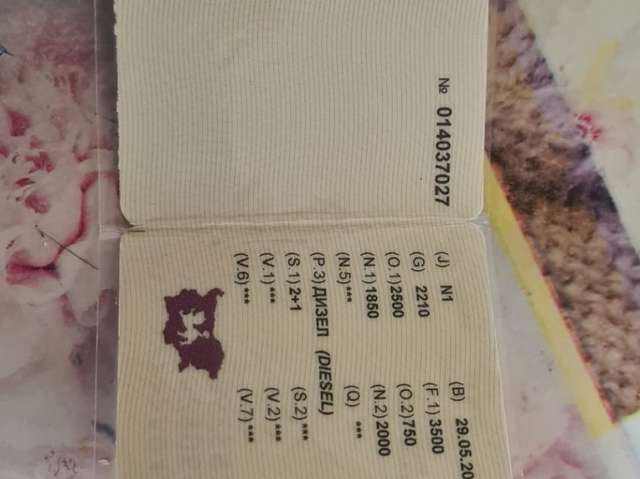 № 014037027
(J) N1 (B) 29.05.20
(G) 2210 (F.1) 3500
(O.1)2500 (O.2)750
(N.1)1850 (N.2)2000
(N.5)*** (Q) ***
(P.3)ДИЗЕЛ (DIESEL)
(S.1) 2+1 (S.2) ***
(V.1) *** (V.2) ***
(V.6) *** (V.7) ***